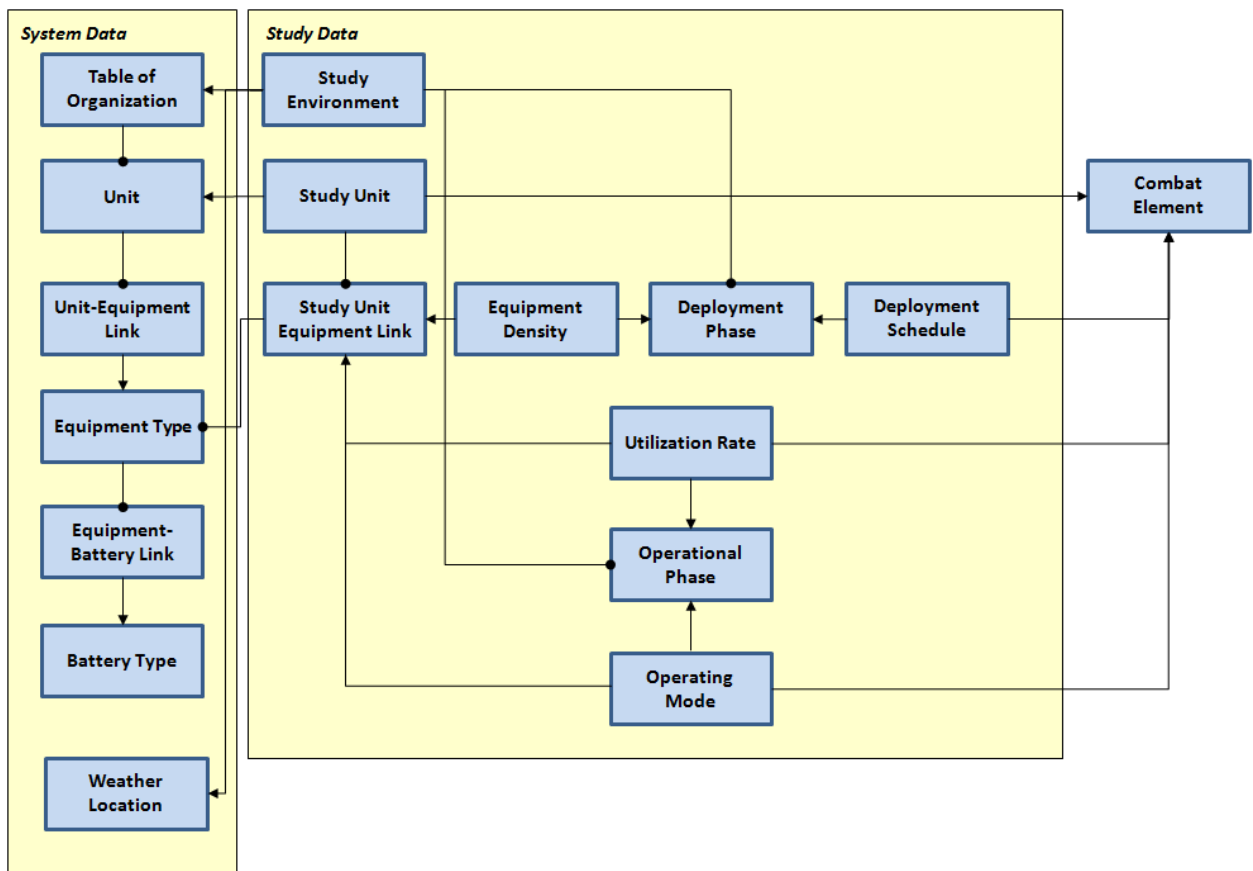 System Data
Table of
Organization
Unit
Unit-Equipment
Link
Equipment Type
Equipment-
Battery Link
Battery Type
Weather
Location
Study Data
Study
Environment
Study Unit
Study Unit
Equipment Link
Equipment
Density
Deployment
Phase
Deployment
Schedule
Utilization Rate
Operational
Phase
Operating
Mode
Combat
Element